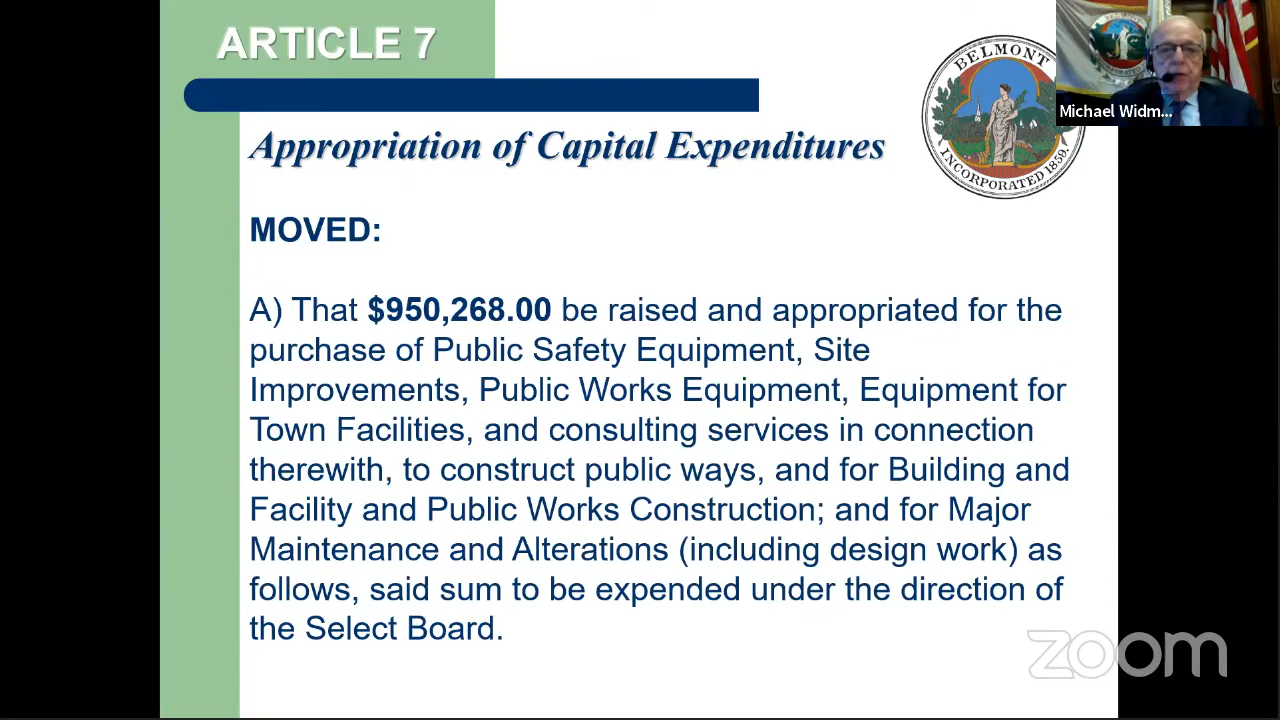 ARTICLE 7
BELMONT
INCORPORATED 1859.
Michael Widm...
Appropriation of Capital Expenditures
MOVED:
A) That $950,268.00 be raised and appropriated for the
purchase of Public Safety Equipment, Site
Improvements, Public Works Equipment, Equipment for
Town Facilities, and consulting services in connection
therewith, to construct public ways, and for Building and
Facility and Public Works Construction; and for Major
Maintenance and Alterations (including design work) as
follows, said sum to be expended under the direction of
the Select Board.
zoom